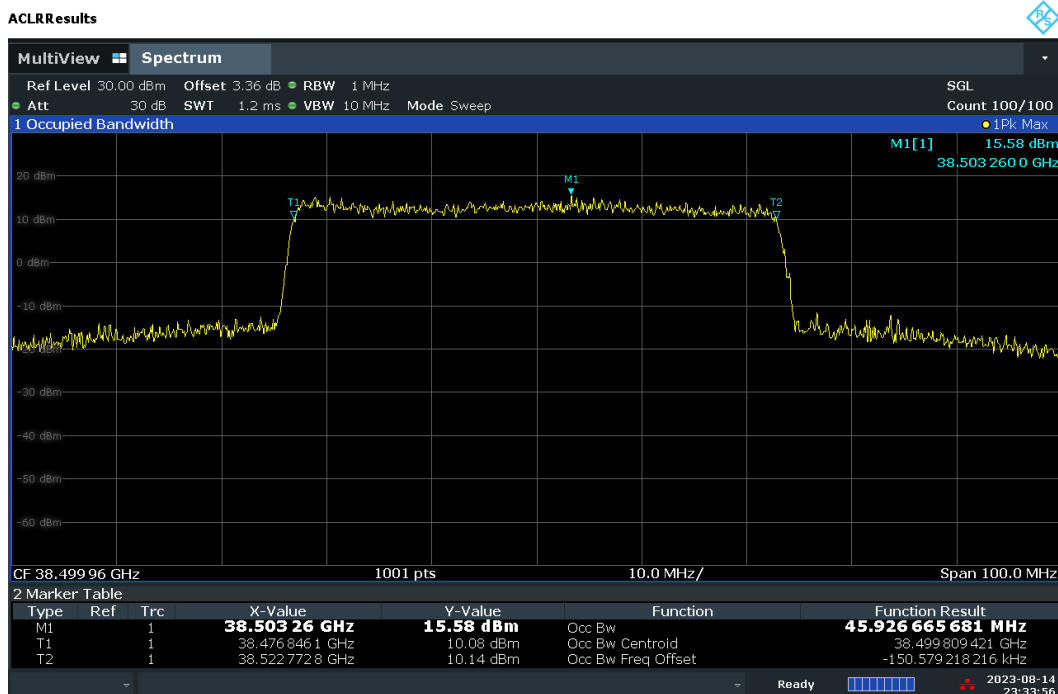 ACLRResults
R&S
MultiView Spectrum
Ref Level 30.00 dBm Offset 3.36 dB RBW 1 MHz SGL
Att 30 dB SWT 1.2 ms VBW 10 MHz Mode Sweep Count 100/100
1 Occupied Bandwidth 1Pk Max
M1[1] 15.58 dBm
38.503 260 0 GHz
20 dBm
M1
T1
T2
10 dBm
0 dBm
-10 dBm
-20 dBm
-30 dBm
-40 dBm
-50 dBm
-60 dBm
CF 38.499 96 GHz 1001 pts 10.0 MHz/ Span 100.0 MHz
2 Marker Table
Type Ref Trc X-Value Y-Value Function Function Result
M1 1 38.503 26 GHz 15.58 dBm Occ Bw 45.926 665 681 MHz
T1 1 38.476 846 1 GHz 10.08 dBm Occ Bw Centroid 38.499 809 421 GHz
T2 1 38.522 772 8 GHz 10.14 dBm Occ Bw Freq Offset -150.579 218 216 kHz
Ready 2023-08-14
23:33:56